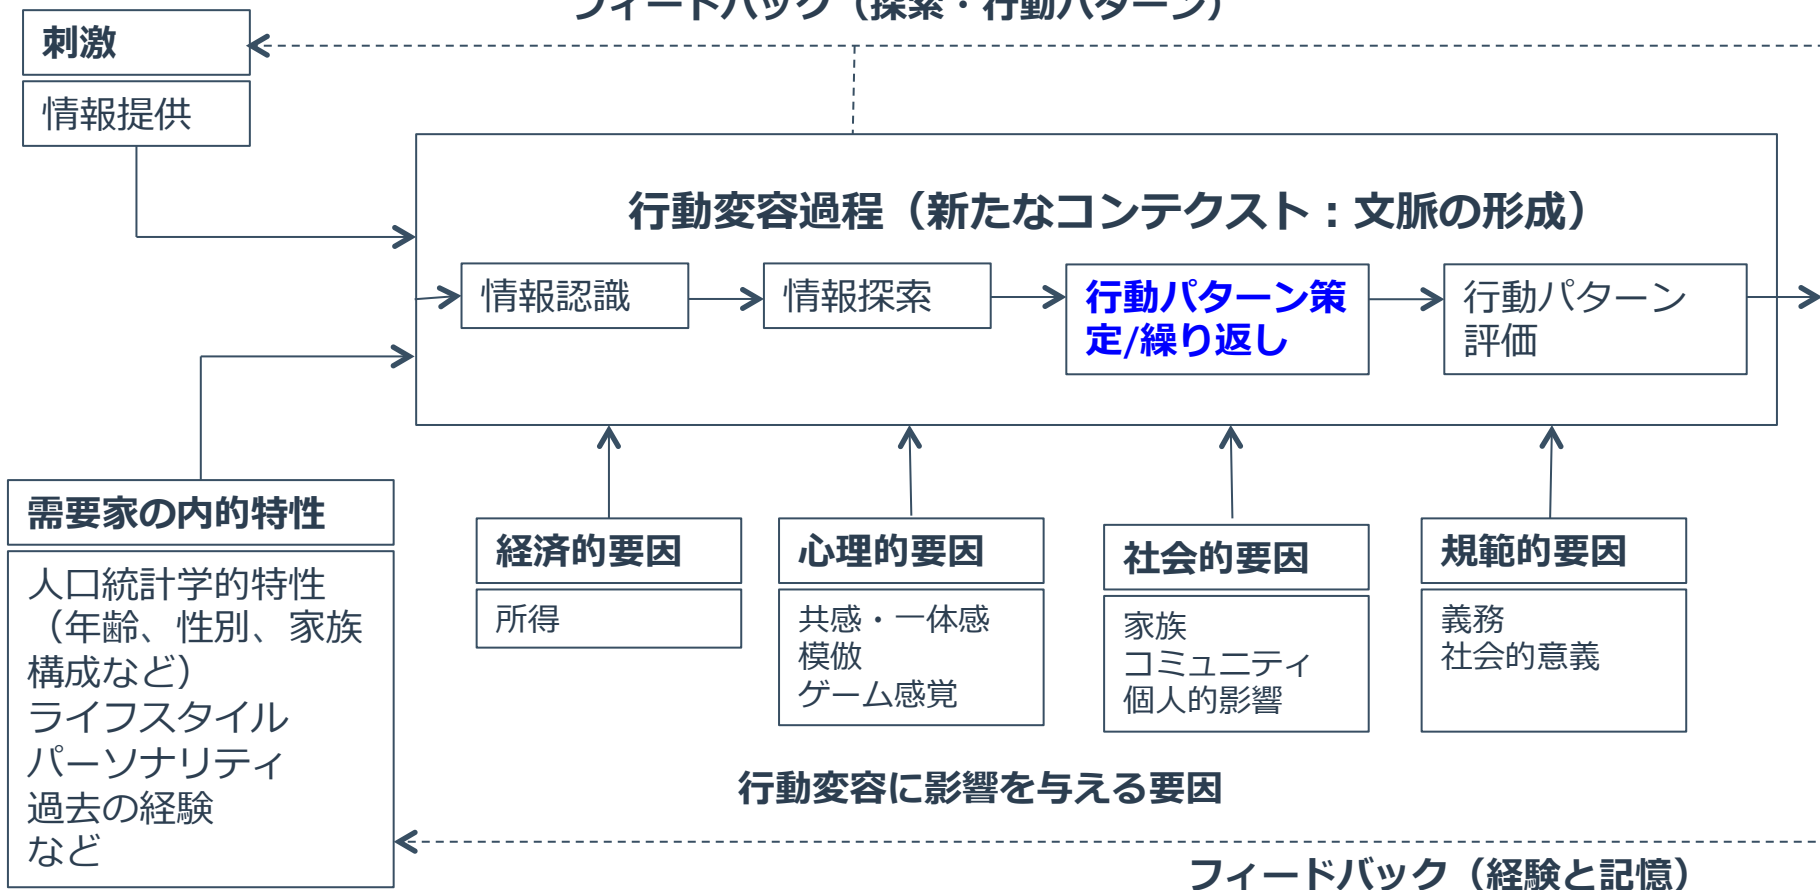 フィードバック（探索・行動パターン）
刺激
情報提供
行動変容過程（新たなコンテクスト：文脈の形成）
情報認識
情報探索
行動パターン策
定/繰り返し
行動パターン
評価
需要家の内的特性
人口統計学的特性
（年齢、性別、家族
構成など）
ライフスタイル
パーソナリティ
過去の経験
など
経済的要因
所得
心理的要因
共感・一体感
模倣
ゲーム感覚
社会的要因
家族
コミュニティ
個人的影響
規範的要因
義務
社会的意義
行動変容に影響を与える要因
フィードバック（経験と記憶）